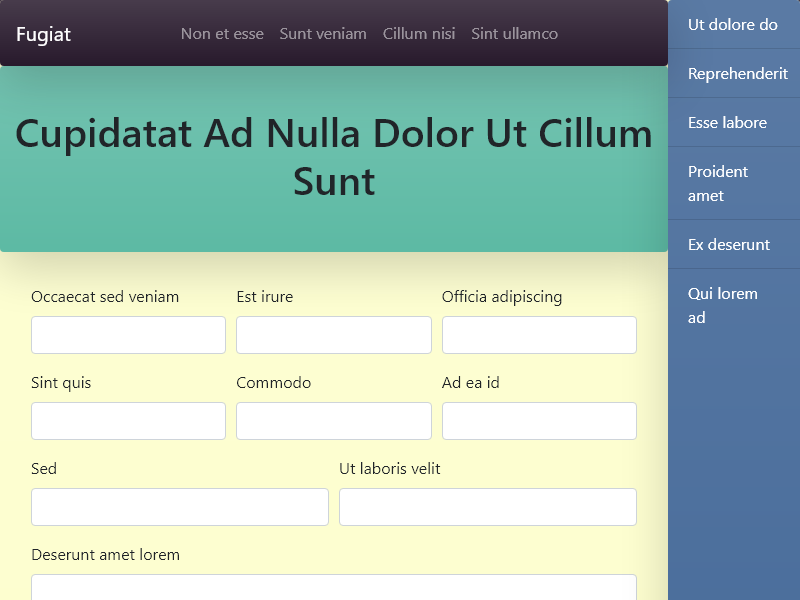 Fugiat
Non et esse
Sunt veniam
Cillum nisi
Sint ullamco
Cupidatat Ad Nulla Dolor Ut Cillum
Sunt
Occaecat sed veniam
Est irure
Officia adipiscing
Sint quis
Commodo
Ad ea id
Sed
Ut laboris velit
Deserunt amet lorem
Ut dolore do
Reprehenderit
Esse labore
Proident
amet
Ex deserunt
Qui lorem
ad